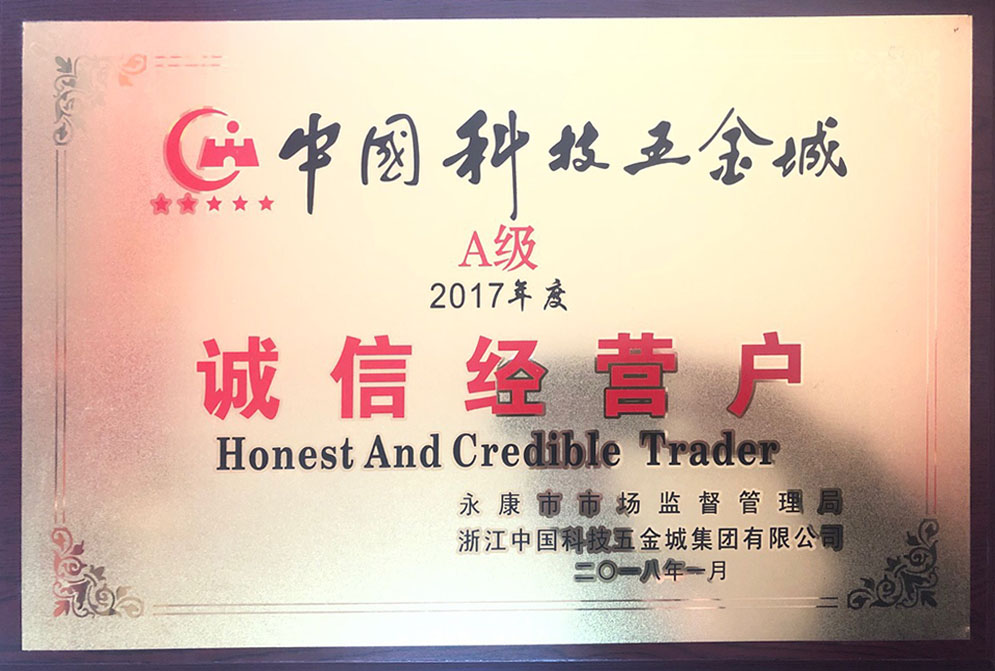 中國科技五金城
A级
2017年度
诚信经营户
Honest And Credible Trader
永康市市场监督管理局
浙江中国科技五金城集团有限公司
二〇一八年一月